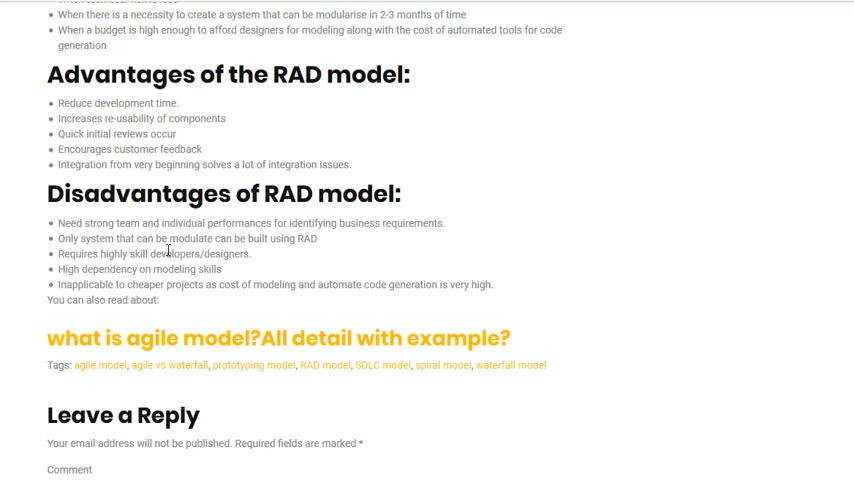 When there is a necessity to create a system that can be modularise in 2-3 months of time
When a budget is high enough to afford designers for modeling along with the cost of automated tools for code
generation
Advantages of the RAD model:
Reduce development time.
Increases re-usability of components
Quick initial reviews occur
Encourages customer feedback
Integration from very beginning solves a lot of integration issues.
Disadvantages of RAD model:
Need strong team and individual performances for identifying business requirements.
Only system that can be modulate can be built using RAD
Requires highly skill developers/designers.
High dependency on modeling skills
Inapplicable to cheaper projects as cost of modeling and automate code generation is very high.
You can also read about:
what is agile model?All detail with example?
Tags: agile model, agile vs waterfall, prototyping model, RAD model, SDLC model, spiral model, waterfall model
Leave a Reply
Your email address will not be published. Required fields are marked *
Comment